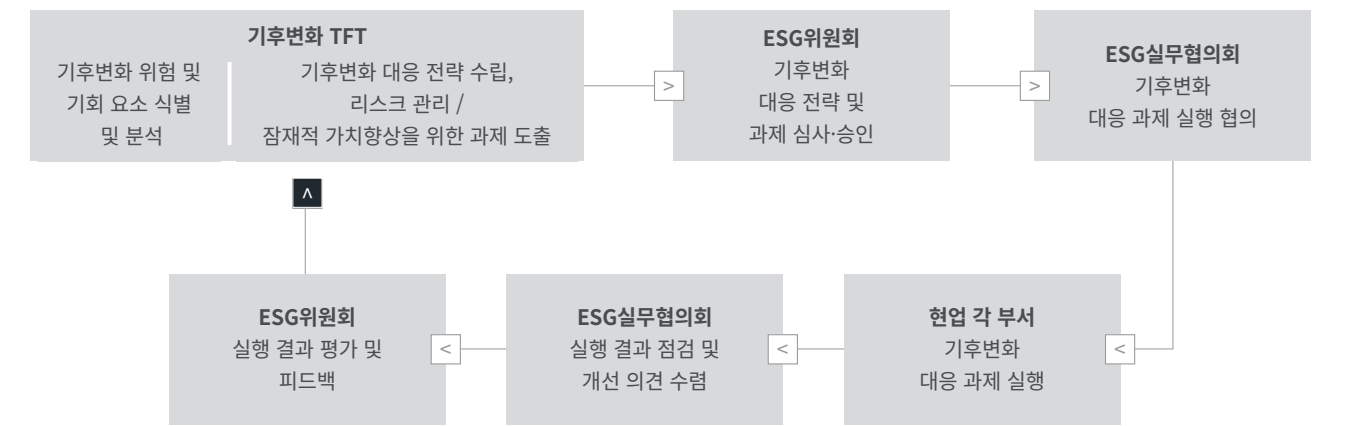 기후변화 TFT
기후변화 위험 및
기회 요소 식별
및 분석
기후변화 대응 전략 수립,
리스크 관리 /
잠재적 가치향상을 위한 과제 도출
>
ESG위원회
기후변화
대응 전략 및
과제 심사·승인
>
ESG실무협의회
기후변화
대응 과제 실행 협의
<
현업 각 부서
기후변화
대응 과제 실행
<
ESG실무협의회
실행 결과 점검 및
개선 의견 수렴
<
ESG위원회
실행 결과 평가 및
피드백
>